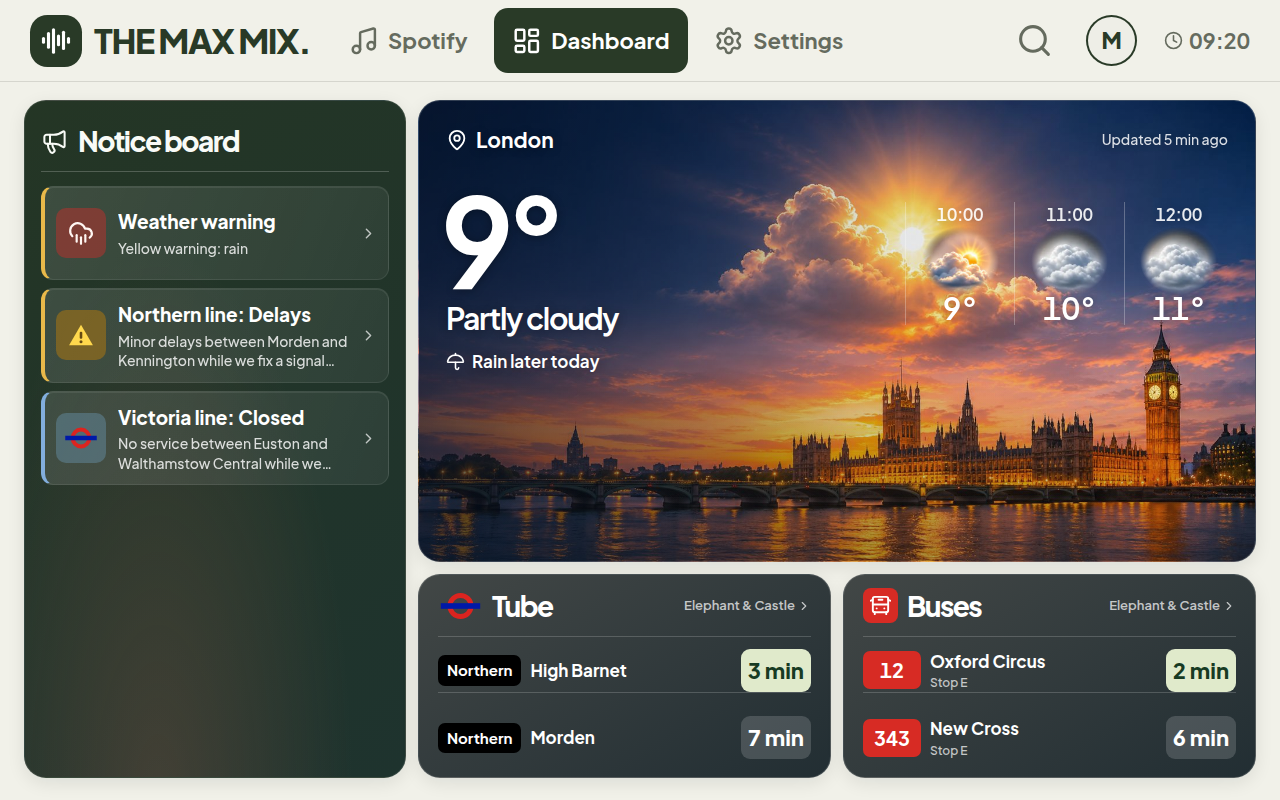 THE MAX MIX.
Spotify
Dashboard
Settings
M
09:20
Notice board
Weather warning
Yellow warning: rain
Northern line: Delays
Minor delays between Morden and
Kennington while we fix a signal...
Victoria line: Closed
No service between Euston and
Walthamstow Central while we...
London
Updated 5 min ago
9°
Partly cloudy
Rain later today
10:00
9°
11:00
10°
12:00
11°
Tube
Elephant & Castle
Northern
High Barnet
3 min
Northern
Morden
7 min
Buses
Elephant & Castle
12
Oxford Circus
Stop E
2 min
343
New Cross
Stop E
6 min